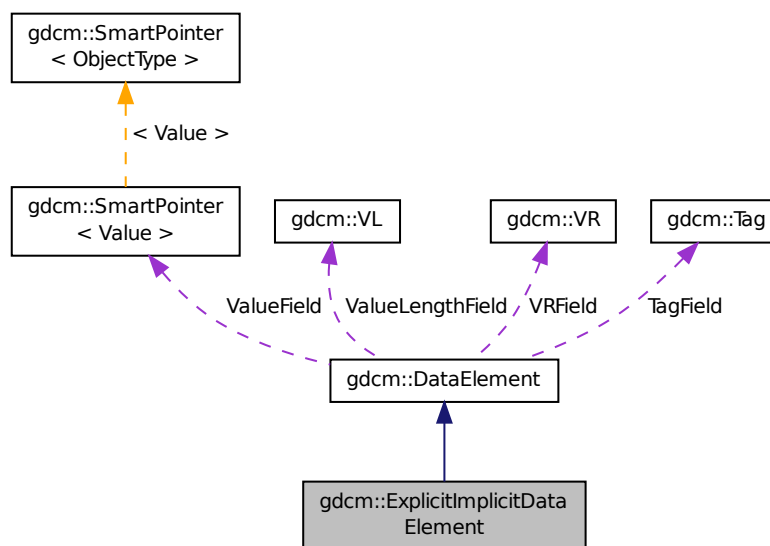 gdcm::SmartPointer
< ObjectType >
< Value >
gdcm::SmartPointer
< Value >
gdcm::VL
gdcm::VR
gdcm::Tag
ValueField
ValueLengthField
VRField
TagField
gdcm::DataElement
gdcm::ExplicitImplicitData
Element